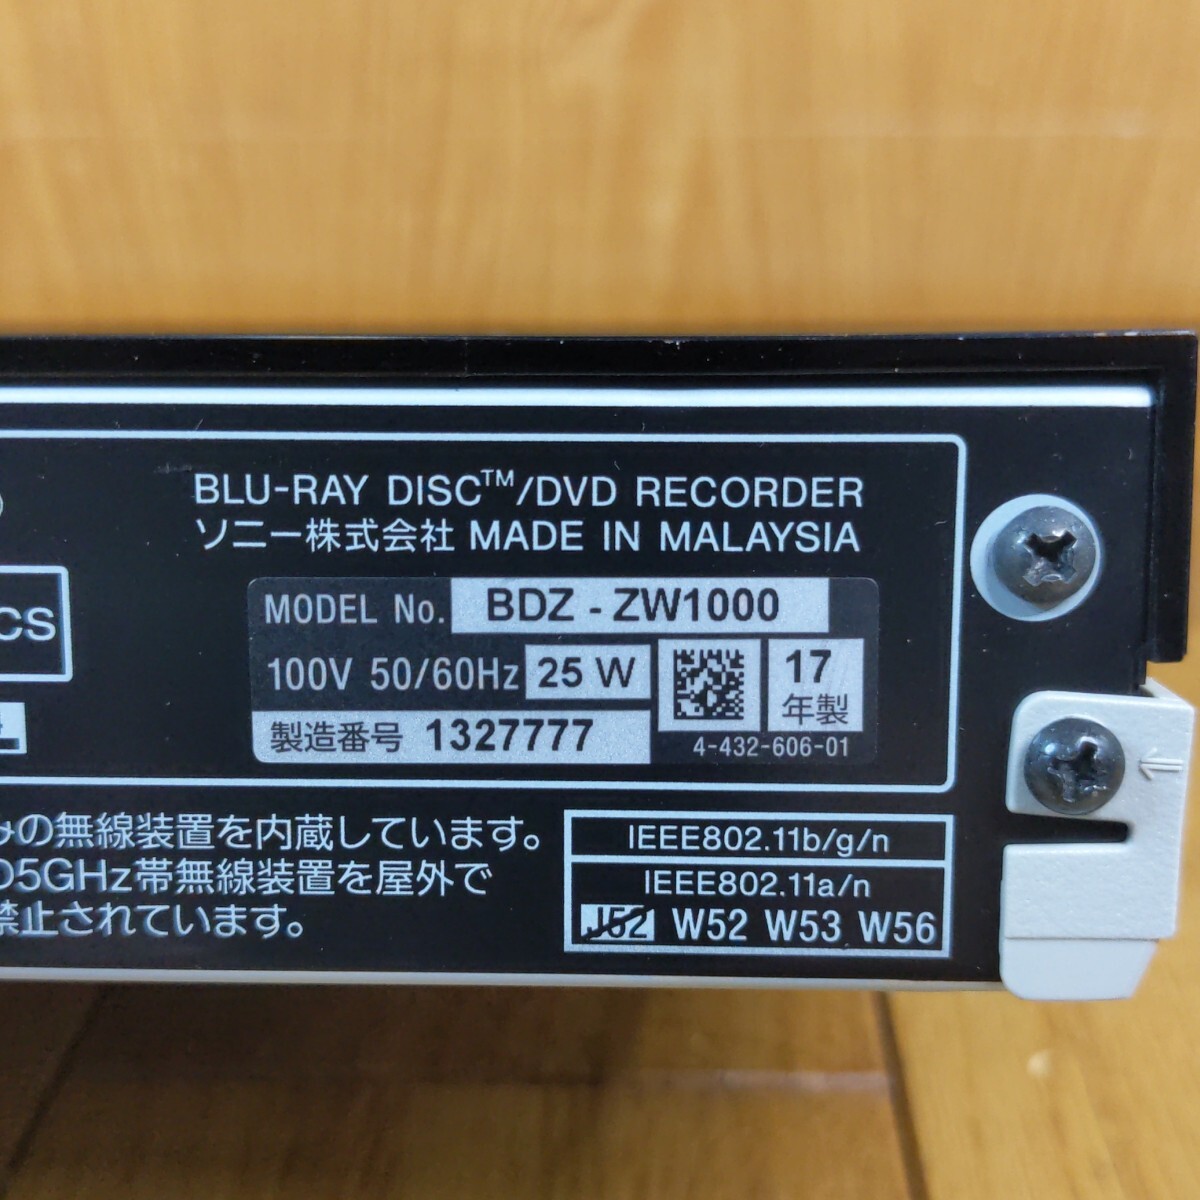 BLU-RAY DISC™/DVD RECORDER
ソニー株式会社 MADE IN MALAYSIA
CS
MODEL No. BDZ - ZW1000
100V 50/60Hz 25 W
17
年製
製造番号 1327777
4-432-606-01
の無線装置を内蔵しています。
5GHz帯無線装置を屋外で
禁止されています。
IEEE802.11b/g/n
IEEE802.11a/n
J52 W52 W53 W56